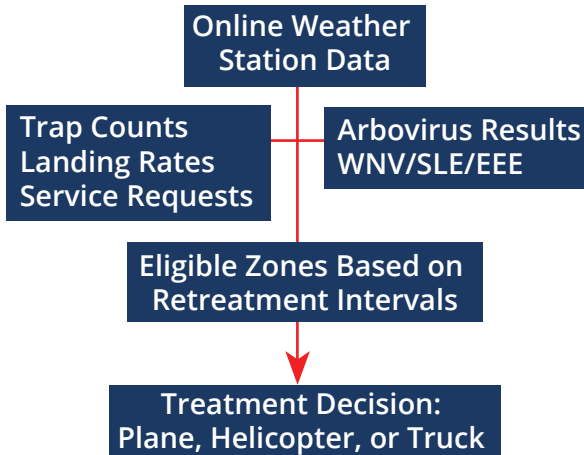 Online Weather
Station Data
Trap Counts
Landing Rates
Service Requests
Arbovirus Results
WNV/SLE/EEE
Eligible Zones Based on
Retreatment Intervals
Treatment Decision:
Plane, Helicopter, or Truck